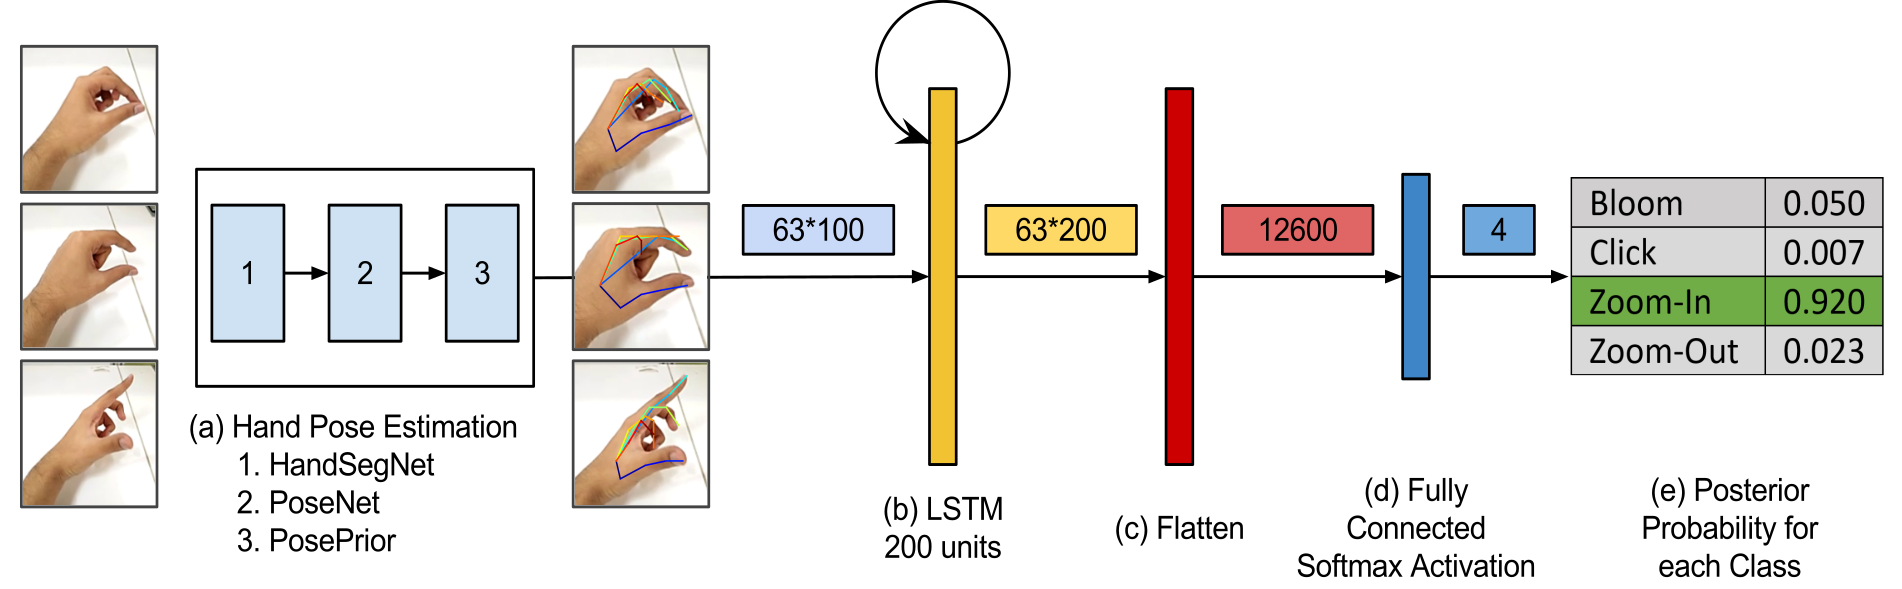 1
2
3
(a) Hand Pose Estimation
1. HandSegNet
2. PoseNet
3. PosePrior
63*100
(b) LSTM
200 units
63*200
(c) Flatten
12600
(d) Fully
Connected
Softmax Activation
4
Bloom 0.050
Click 0.007
Zoom-In 0.920
Zoom-Out 0.023
(e) Posterior
Probability for
each Class